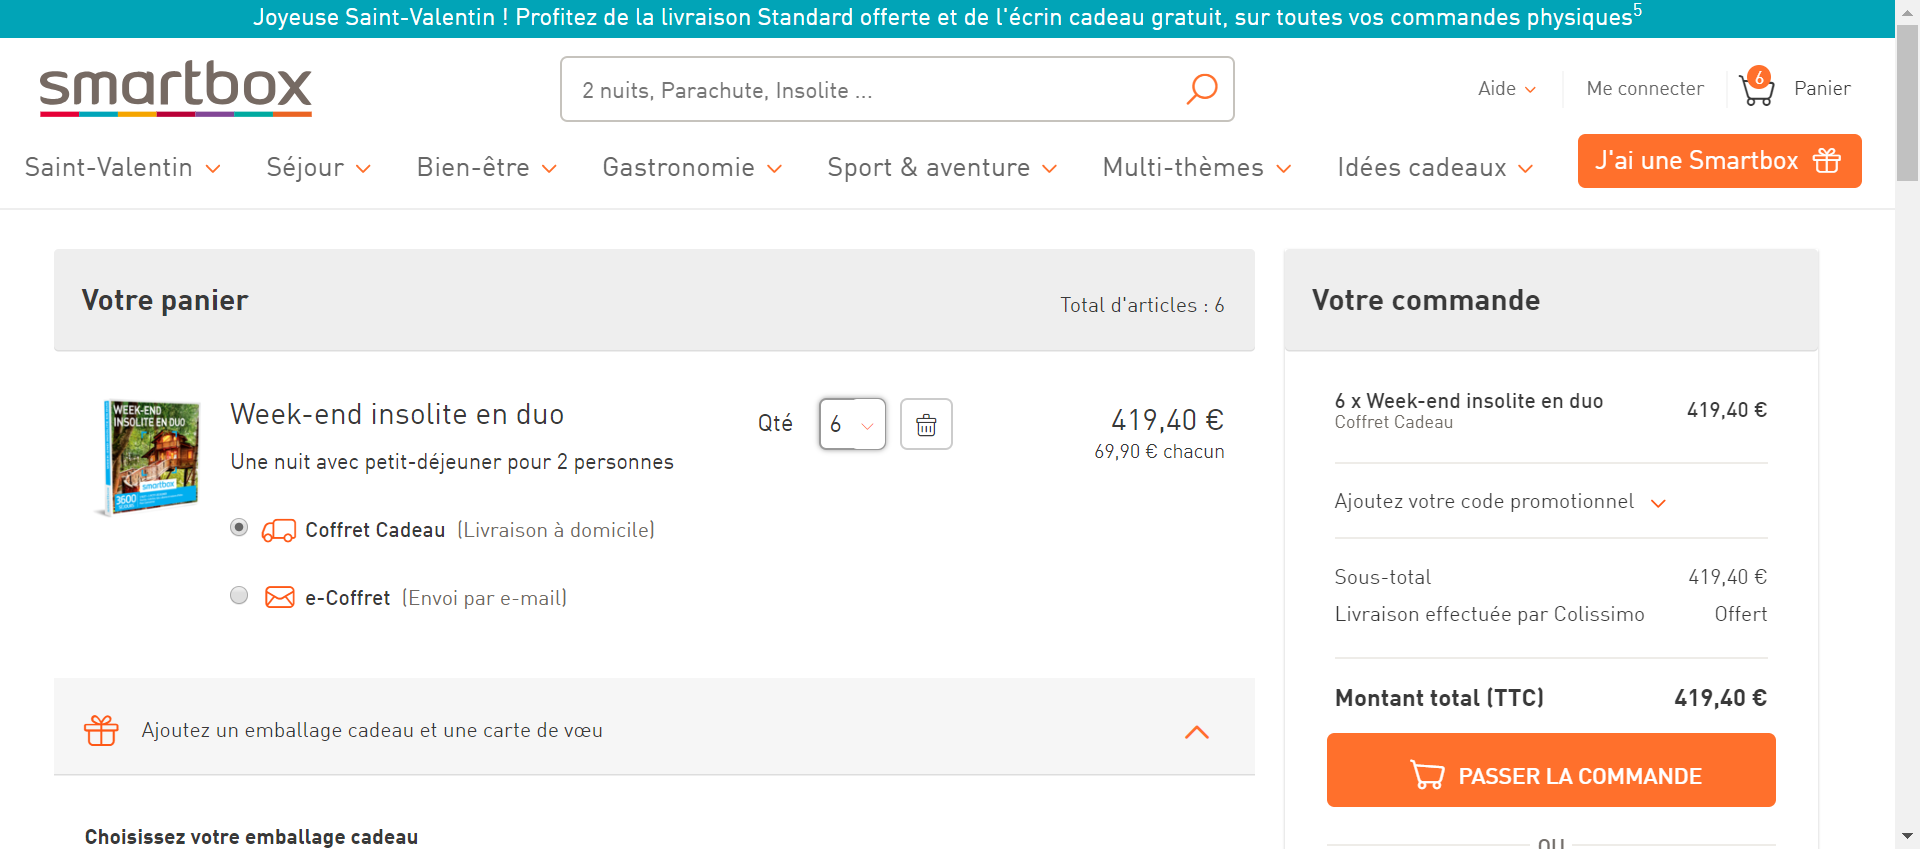 Joyeuse Saint-Valentin ! Profitez de la livraison Standard offerte et de l'écrin cadeau gratuit, sur toutes vos commandes physiques5
smartbox
2 nuits, Parachute, Insolite ...
Aide
Me connecter
6
Panier
Saint-Valentin
Séjour
Bien-être
Gastronomie
Sport & aventure
Multi-thèmes
Idées cadeaux
J'ai une Smartbox
Votre panier
Total d'articles : 6
WEEK-END
INSOLITE EN DUO
smartbox
3600
Week-end insolite en duo
Une nuit avec petit-déjeuner pour 2 personnes
Qté
6
419,40 €
69,90 € chacun
Coffret Cadeau (Livraison à domicile)
e-Coffret (Envoi par e-mail)
Ajoutez un emballage cadeau et une carte de vœu
Choisissez votre emballage cadeau
Votre commande
6 x Week-end insolite en duo
Coffret Cadeau
419,40 €
Ajoutez votre code promotionnel
Sous-total 419,40 €
Livraison effectuée par Colissimo Offert
Montant total (TTC) 419,40 €
PASSER LA COMMANDE
OU